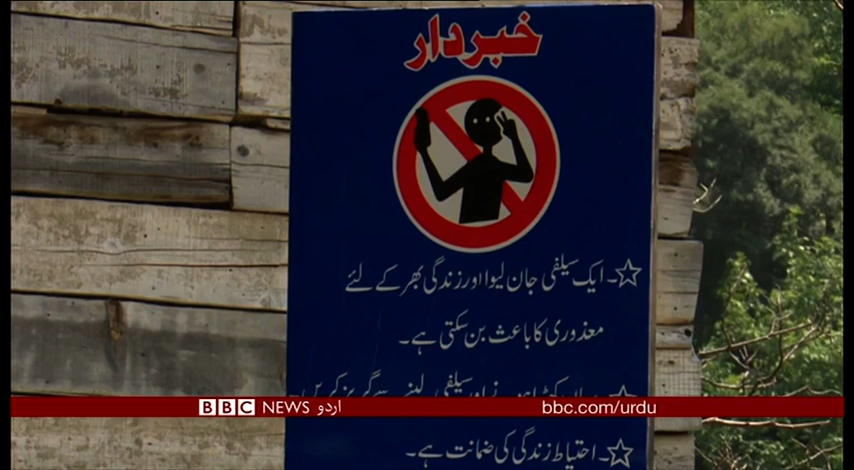 خبردار
☆۔ ایک سیلفی جان لیوا اور زندگی بھر کے لئے
معذوری کا باعث بن سکتی ہے۔
BBC NEWS اردو
bbc.com/urdu
☆۔ احتیاط زندگی کی ضمانت ہے۔